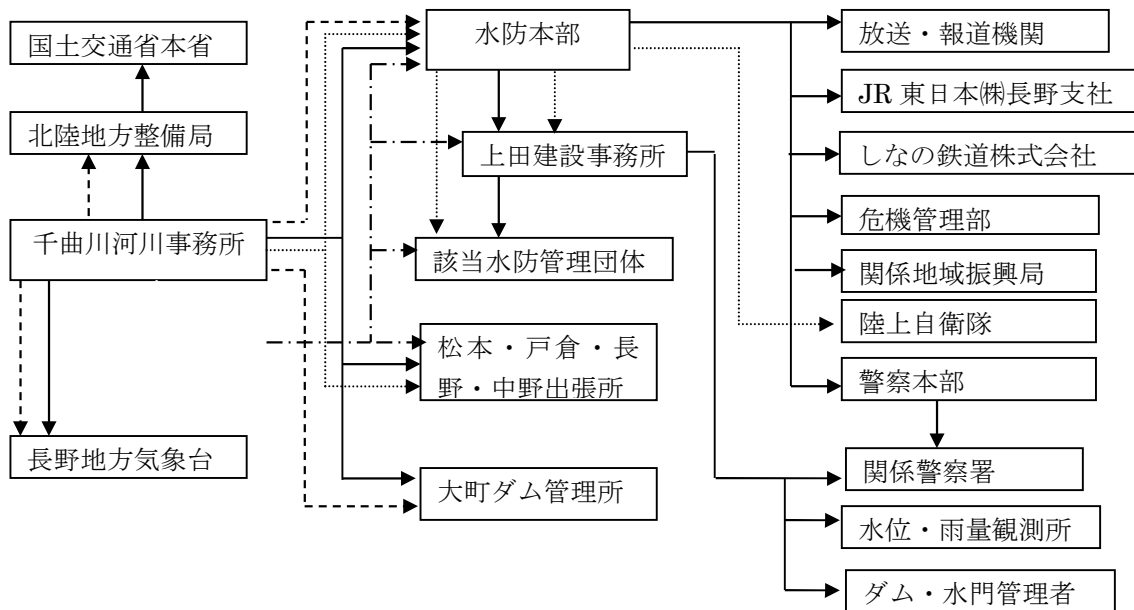 国土交通省本省
北陸地方整備局
千曲川河川事務所
長野地方気象台
水防本部
上田建設事務所
該当水防管理団体
松本・戸倉・長
野・中野出張所
大町ダム管理所
放送・報道機関
JR 東日本㈱長野支社
しなの鉄道株式会社
危機管理部
関係地域振興局
陸上自衛隊
警察本部
関係警察署
水位・雨量観測所
ダム・水門管理者